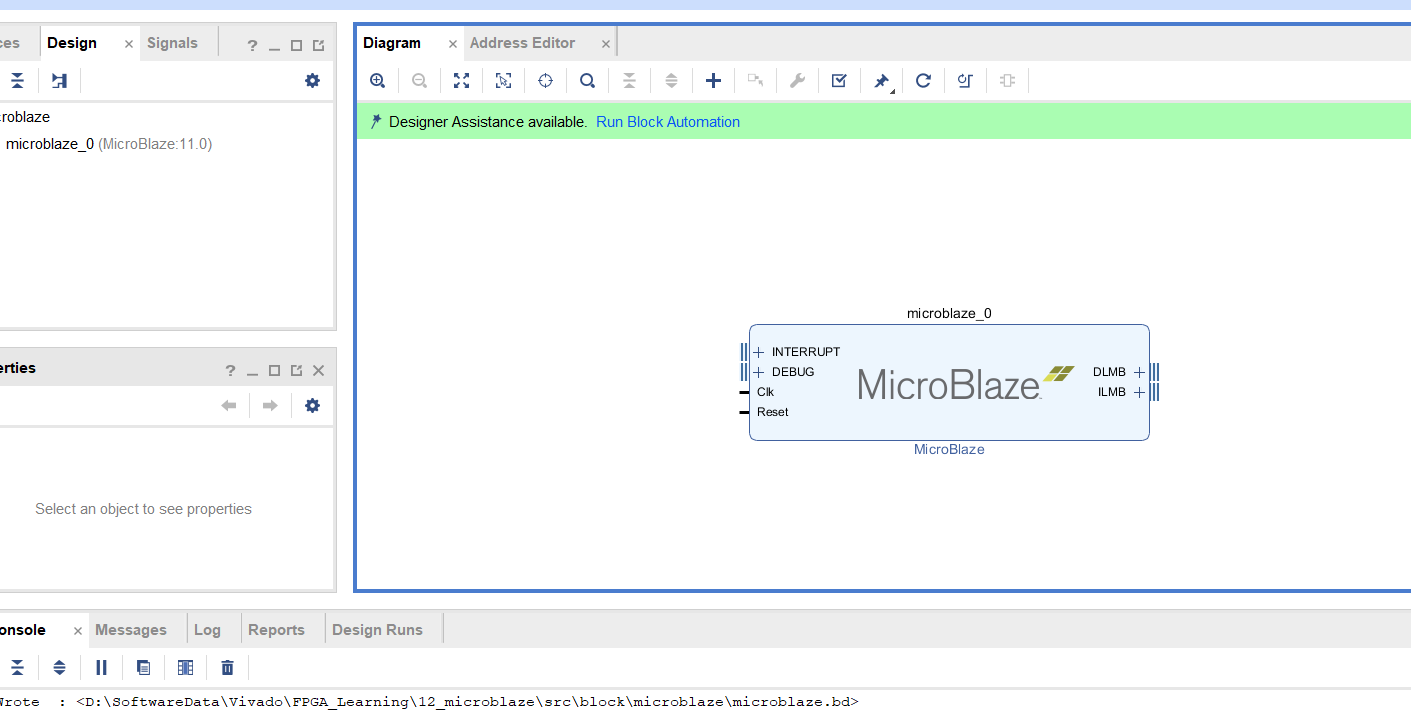 ces
Design
Signals
?
Diagram
Address Editor
roblaze
microblaze_0 (MicroBlaze:11.0)
Designer Assistance available. Run Block Automation
microblaze_0
INTERRUPT
DEBUG
Clk
Reset
MicroBlaze
DLMB
ILMB
MicroBlaze
erties
?
Select an object to see properties
onsole
Messages
Log
Reports
Design Runs
Wrote : <D:\SoftwareData\Vivado\FPGA_Learning\12_microblaze\src\block\microblaze\microblaze.bd>